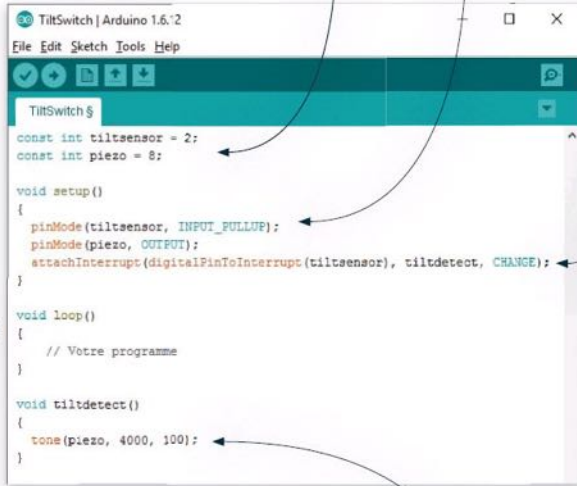 TiltSwitch | Arduino 1.6.12
File Edit Sketch Tools Help
TiltSwitch §
const int tiltsensor = 2;
const int piezo = 8;
void setup()
{
pinMode(tiltsensor, INPUT_PULLUP);
pinMode(piezo, OUTPUT);
attachInterrupt(digitalPinToInterrupt(tiltsensor), tiltdetect, CHANGE);
}
void loop()
{
// Votre programme
}
void tiltdetect()
{
tone(piezo, 4000, 100);
}